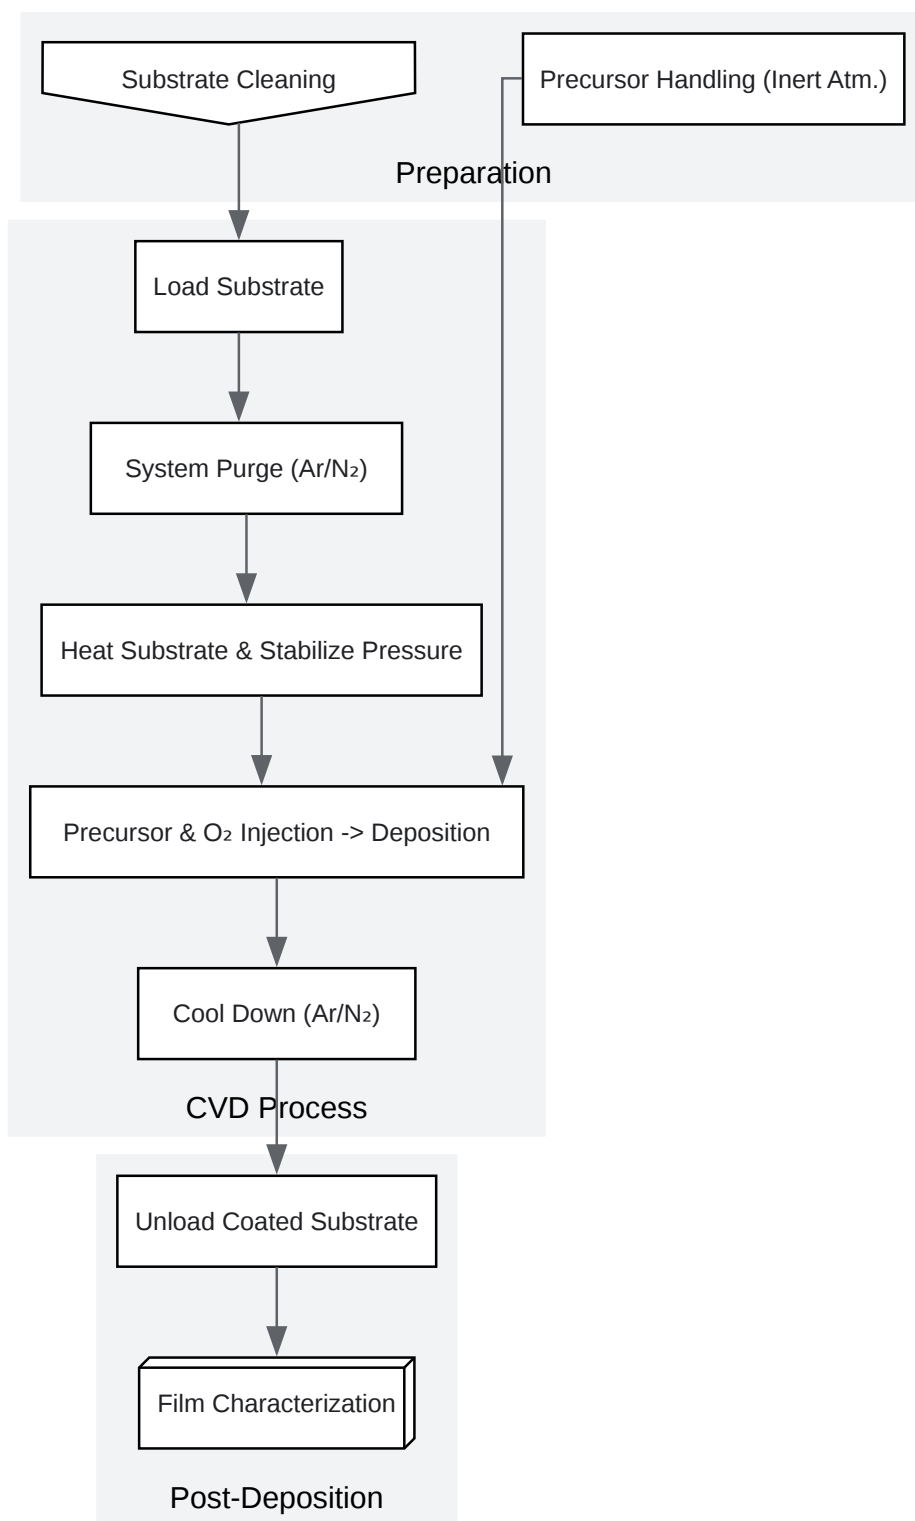 Substrate Cleaning
Precursor Handling (Inert Atm.)
Preparation
Load Substrate
System Purge (Ar/N₂)
Heat Substrate & Stabilize Pressure
Precursor & O₂ Injection -> Deposition
Cool Down (Ar/N₂)
CVD Process
Unload Coated Substrate
Film Characterization
Post-Deposition